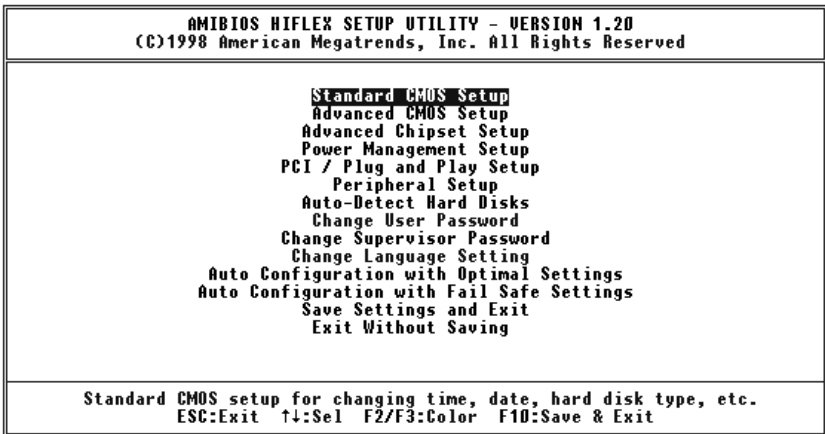 AMIBIOS HIFLEX SETUP UTILITY - VERSION 1.20
(C)1998 American Megatrends, Inc. All Rights Reserved
Standard CMOS Setup
Advanced CMOS Setup
Advanced Chipset Setup
Power Management Setup
PCI / Plug and Play Setup
Peripheral Setup
Auto-Detect Hard Disks
Change User Password
Change Supervisor Password
Change Language Setting
Auto Configuration with Optimal Settings
Auto Configuration with Fail Safe Settings
Save Settings and Exit
Exit Without Saving
Standard CMOS setup for changing time, date, hard disk type, etc.
ESC:Exit ↑↓:Sel F2/F3:Color F10:Save & Exit